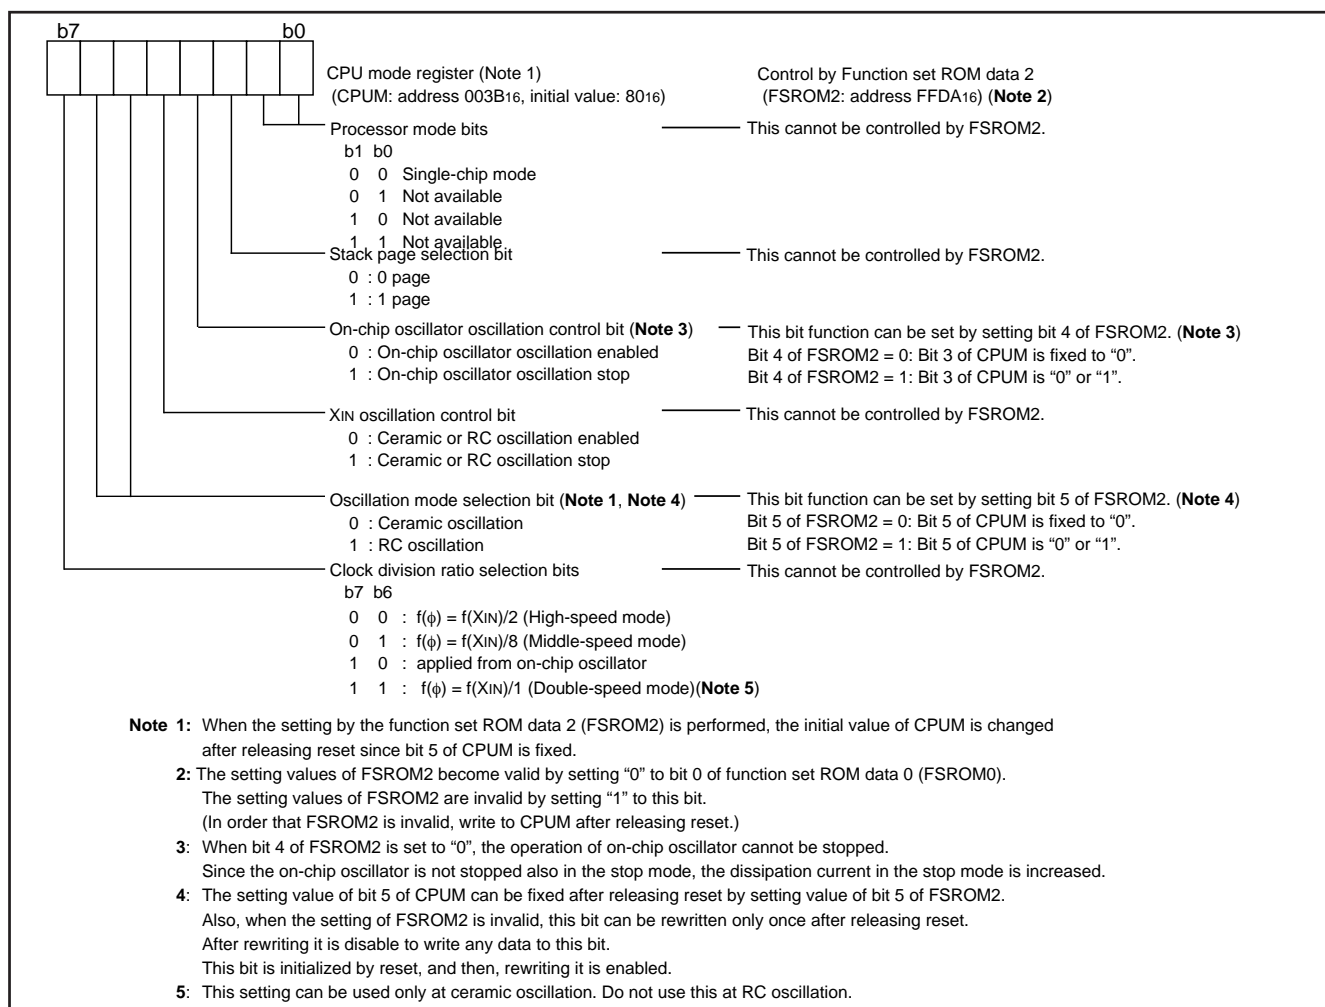 b7 b0
CPU mode register (Note 1) Control by Function set ROM data 2
(CPUM: address 003B16, initial value: 8016) (FSROM2: address FFDA16) (Note 2)
Processor mode bits This cannot be controlled by FSROM2.
b1 b0
0 0 Single-chip mode
0 1 Not available
1 0 Not available
1 1 Not available
Stack page selection bit This cannot be controlled by FSROM2.
0 : 0 page
1 : 1 page
On-chip oscillator oscillation control bit (Note 3) This bit function can be set by setting bit 4 of FSROM2. (Note 3)
0 : On-chip oscillator oscillation enabled Bit 4 of FSROM2 = 0: Bit 3 of CPUM is fixed to “0”.
1 : On-chip oscillator oscillation stop Bit 4 of FSROM2 = 1: Bit 3 of CPUM is “0” or “1”.
XIN oscillation control bit This cannot be controlled by FSROM2.
0 : Ceramic or RC oscillation enabled
1 : Ceramic or RC oscillation stop
Oscillation mode selection bit (Note 1, Note 4) This bit function can be set by setting bit 5 of FSROM2. (Note 4)
0 : Ceramic oscillation Bit 5 of FSROM2 = 0: Bit 5 of CPUM is fixed to “0”.
1 : RC oscillation Bit 5 of FSROM2 = 1: Bit 5 of CPUM is “0” or “1”.
Clock division ratio selection bits This cannot be controlled by FSROM2.
b7 b6
0 0 : f(φ) = f(XIN)/2 (High-speed mode)
0 1 : f(φ) = f(XIN)/8 (Middle-speed mode)
1 0 : applied from on-chip oscillator
1 1 : f(φ) = f(XIN)/1 (Double-speed mode)(Note 5)
Note 1: When the setting by the function set ROM data 2 (FSROM2) is performed, the initial value of CPUM is changed
after releasing reset since bit 5 of CPUM is fixed.
2: The setting values of FSROM2 become valid by setting “0” to bit 0 of function set ROM data 0 (FSROM0).
The setting values of FSROM2 are invalid by setting “1” to this bit.
(In order that FSROM2 is invalid, write to CPUM after releasing reset.)
3: When bit 4 of FSROM2 is set to “0”, the operation of on-chip oscillator cannot be stopped.
Since the on-chip oscillator is not stopped also in the stop mode, the dissipation current in the stop mode is increased.
4: The setting value of bit 5 of CPUM can be fixed after releasing reset by setting value of bit 5 of FSROM2.
Also, when the setting of FSROM2 is invalid, this bit can be rewritten only once after releasing reset.
After rewriting it is disable to write any data to this bit.
This bit is initialized by reset, and then, rewriting it is enabled.
5: This setting can be used only at ceramic oscillation. Do not use this at RC oscillation.